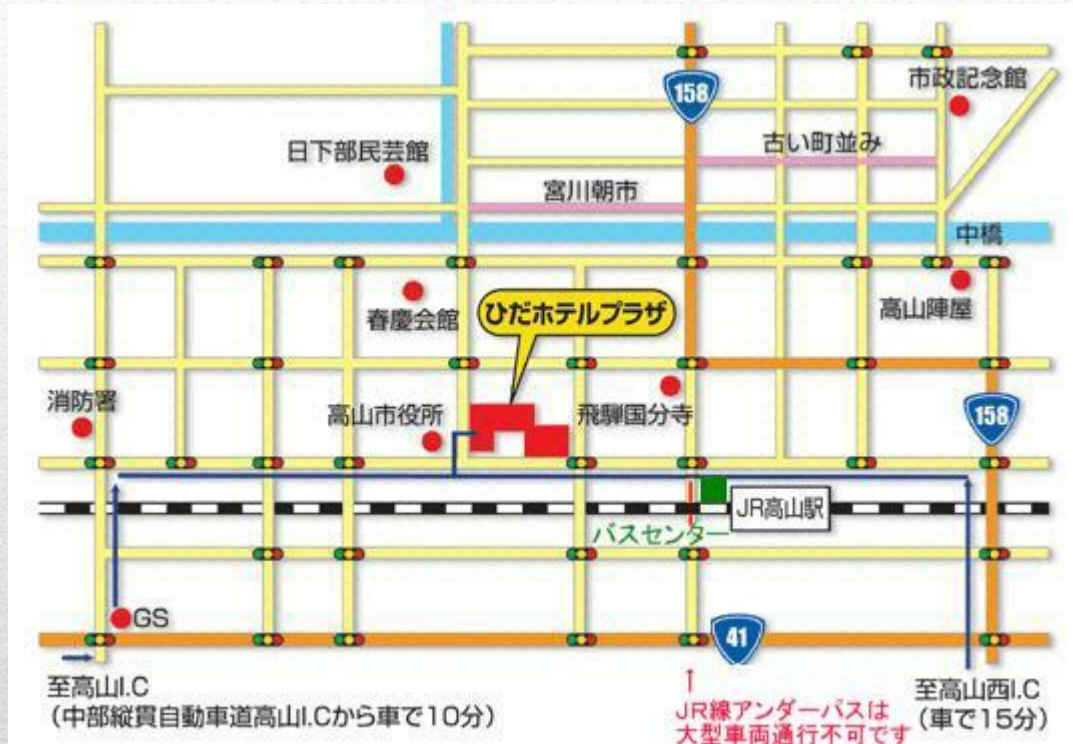 158
市政記念館
古い町並み
日下部民芸館
宮川朝市
中橋
春慶会館
ひだホテルプラザ
高山陣屋
消防署
高山市役所
飛騨国分寺
158
JR高山駅
バスセンター
GS
41
至高山I.C
（中部縦貫自動車道高山I.Cから車で10分）
↑
JR線アンダーパスは
大型車両通行不可です
至高山西I.C
（車で15分）